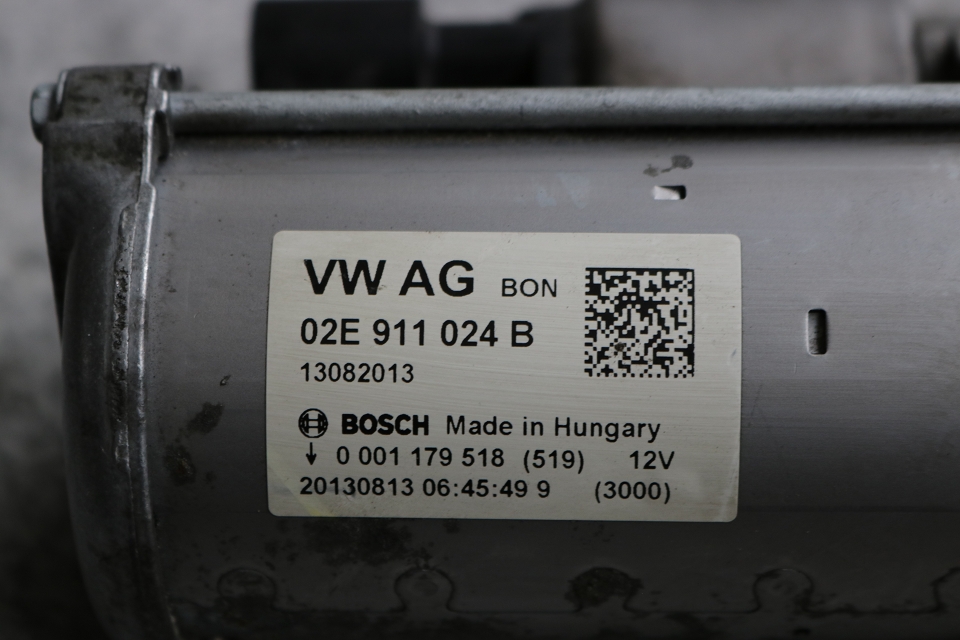 VW AG BON
02E 911 024 B
13082013
BOSCH Made in Hungary
↓ 0 001 179 518 (519) 12V
20130813 06:45:49 9 (3000)